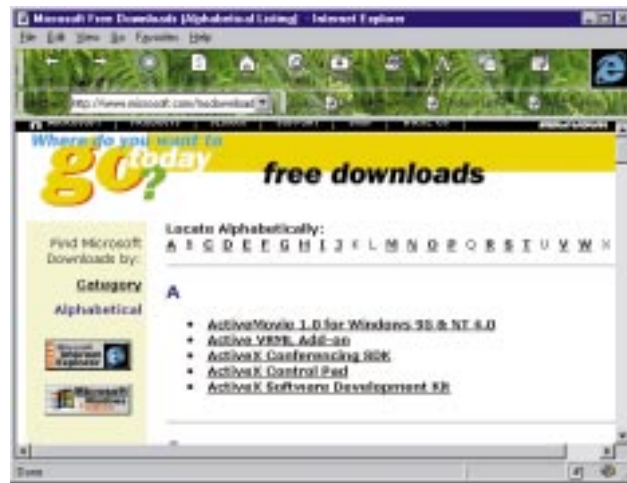 Microsoft Free Downloads (Alphabetical Listing) - Internet Explorer
File Edit View Go Favorites Help
http://www.microsoft.com/msdownload
Where do you want to
go today?
free downloads
Find Microsoft
Downloads by:
Category
Alphabetical
Microsoft
Internet
Explorer
Locate Alphabetically:
A B C D E F G H I J K L M N O P Q R S T U V W X
A
• ActiveMovie 1.0 for Windows 95 & NT 4.0
• Active VRML Add-on
• ActiveX Conferencing SDK
• ActiveX Control Pad
• ActiveX Software Development Kit
Done